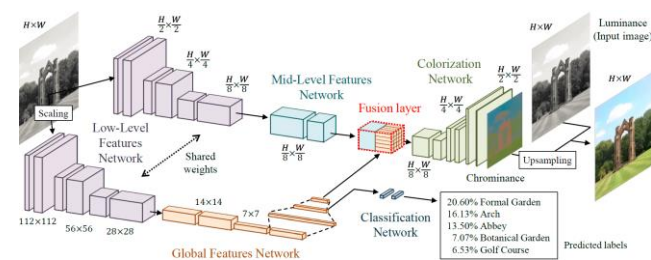 H×W
Scaling
Low-Level
Features
Network
112×112
56×56
28×28
H/2 × W/2
H/4 × W/4
H/8 × W/8
Shared
weights
Mid-Level Features
Network
H/8 × W/8
14×14
7×7
Global Features Network
Fusion layer
Colorization
Network
H/8 × W/8
H/4 × W/4
H/2 × W/2
Chrominance
Classification
Network
20.60% Formal Garden
16.13% Arch
13.50% Abbey
7.07% Botanical Garden
6.53% Golf Course
Predicted labels
H×W
Luminance
(Input image)
H×W
Upsampting